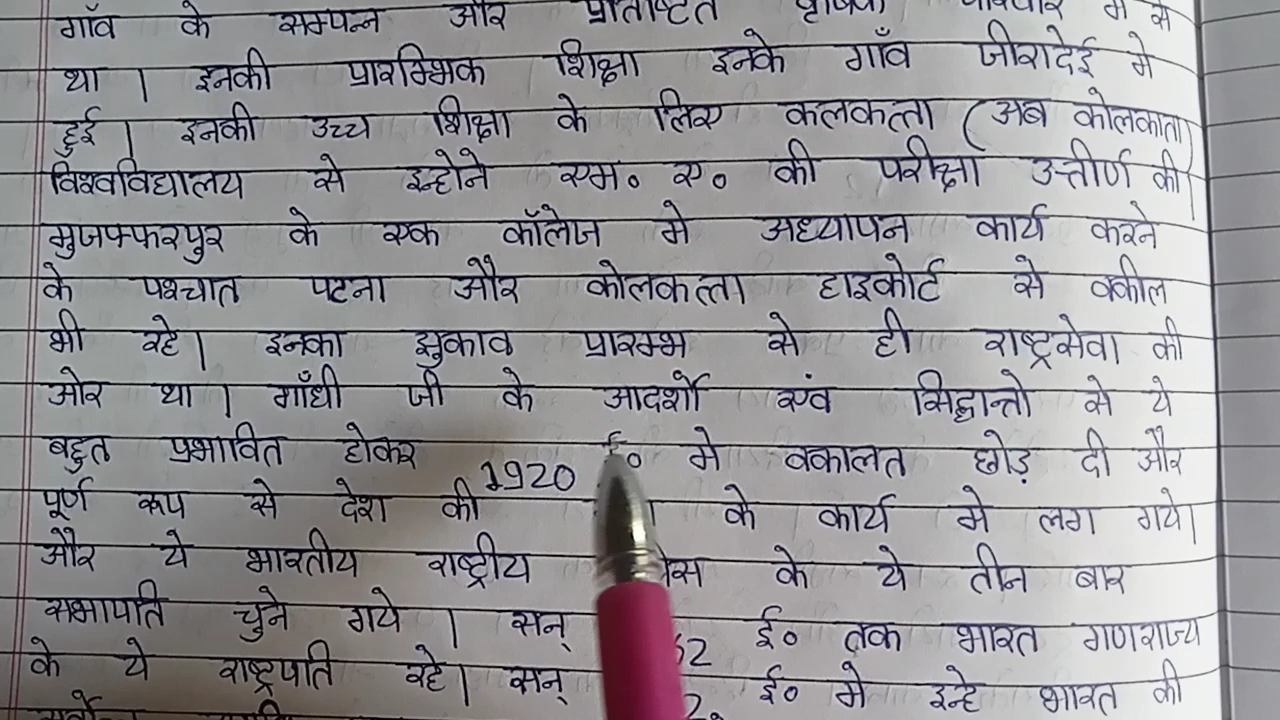 गाँव के सम्पन्न और प्रतिष्टित में से
था। इनकी प्रारम्भिक शिक्षा इनके गाँव जीरादेई मे
हुई। इनकी उच्च शिक्षा के लिए कलकत्ता (अब कोलकाता)
विश्वविद्यालय से इन्होने एम० ए० की परीक्षा उत्तीर्ण की।
मुजफ्फरपुर के एक कॉलेज मे अध्यापन कार्य करने
के पश्चात पटना और कोलकत्ता हाइकोर्ट से वकील
भी रहे। इनका झुकाव प्रारम्भ से ही राष्ट्रसेवा की
ओर था। गाँधी जी के आदर्शो एवं सिद्धान्तो से ये
बहुत प्रभावित होकर 1920 ई० मे वकालत छोड़ दी और
पूर्ण रूप से देश की के कार्य मे लग गये।
और ये भारतीय राष्ट्रीय के ये तीन बार
सभापति चुने गये। सन् 62 ई० तक भारत गणराज्य
के ये राष्ट्रपति रहे। सन् ई० मे इन्हे भारत की